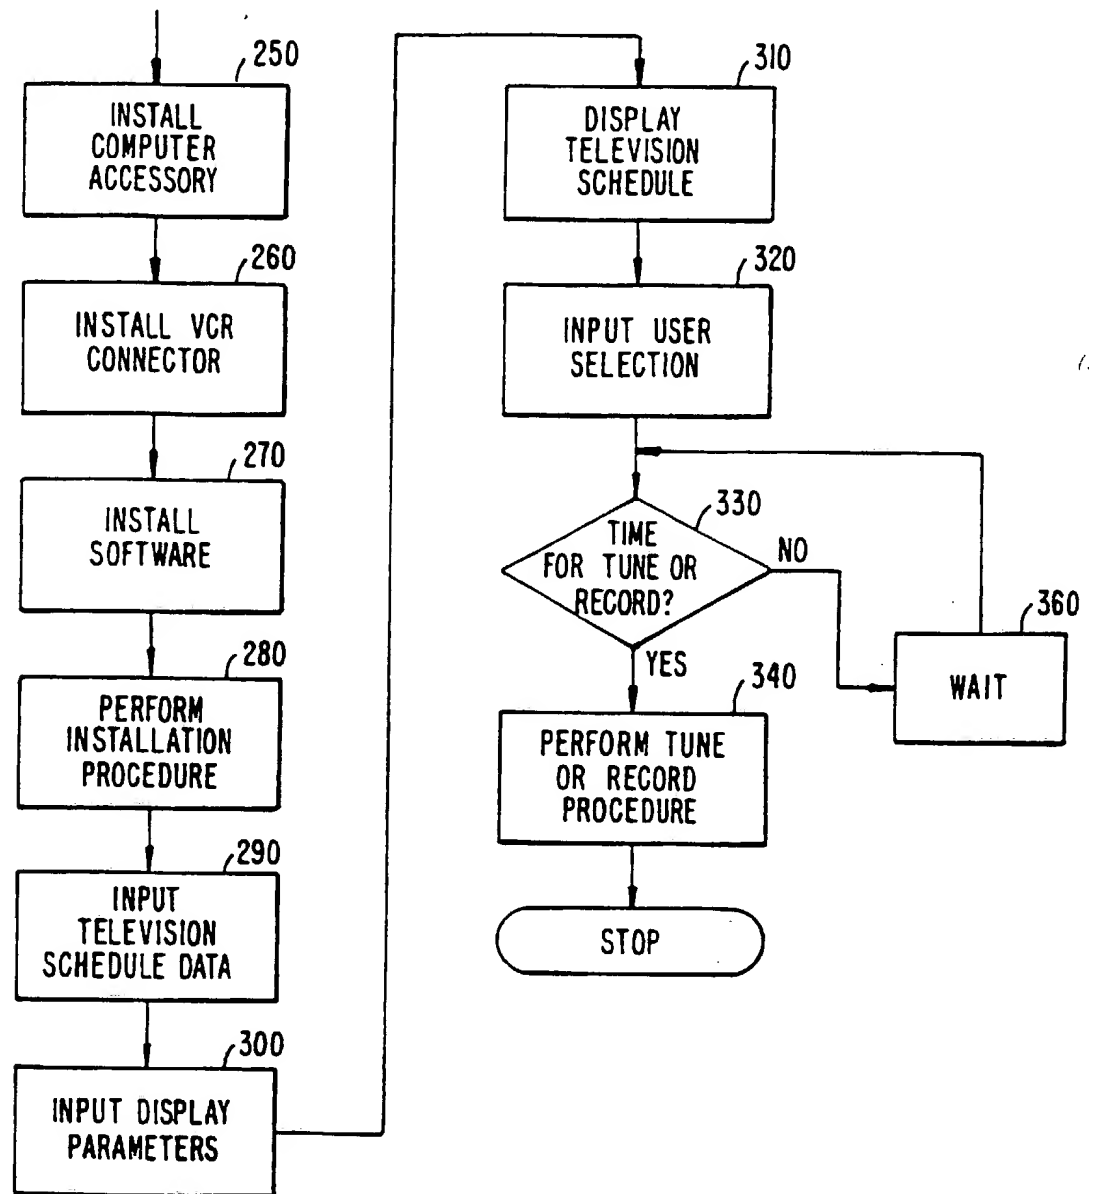 250
INSTALL
COMPUTER
ACCESSORY
260
INSTALL VCR
CONNECTOR
270
INSTALL
SOFTWARE
280
PERFORM
INSTALLATION
PROCEDURE
290
INPUT
TELEVISION
SCHEDULE DATA
300
INPUT DISPLAY
PARAMETERS
310
DISPLAY
TELEVISION
SCHEDULE
320
INPUT USER
SELECTION
330
TIME
FOR TUNE OR
RECORD?
NO
YES
360
WAIT
340
PERFORM TUNE
OR RECORD
PROCEDURE
STOP